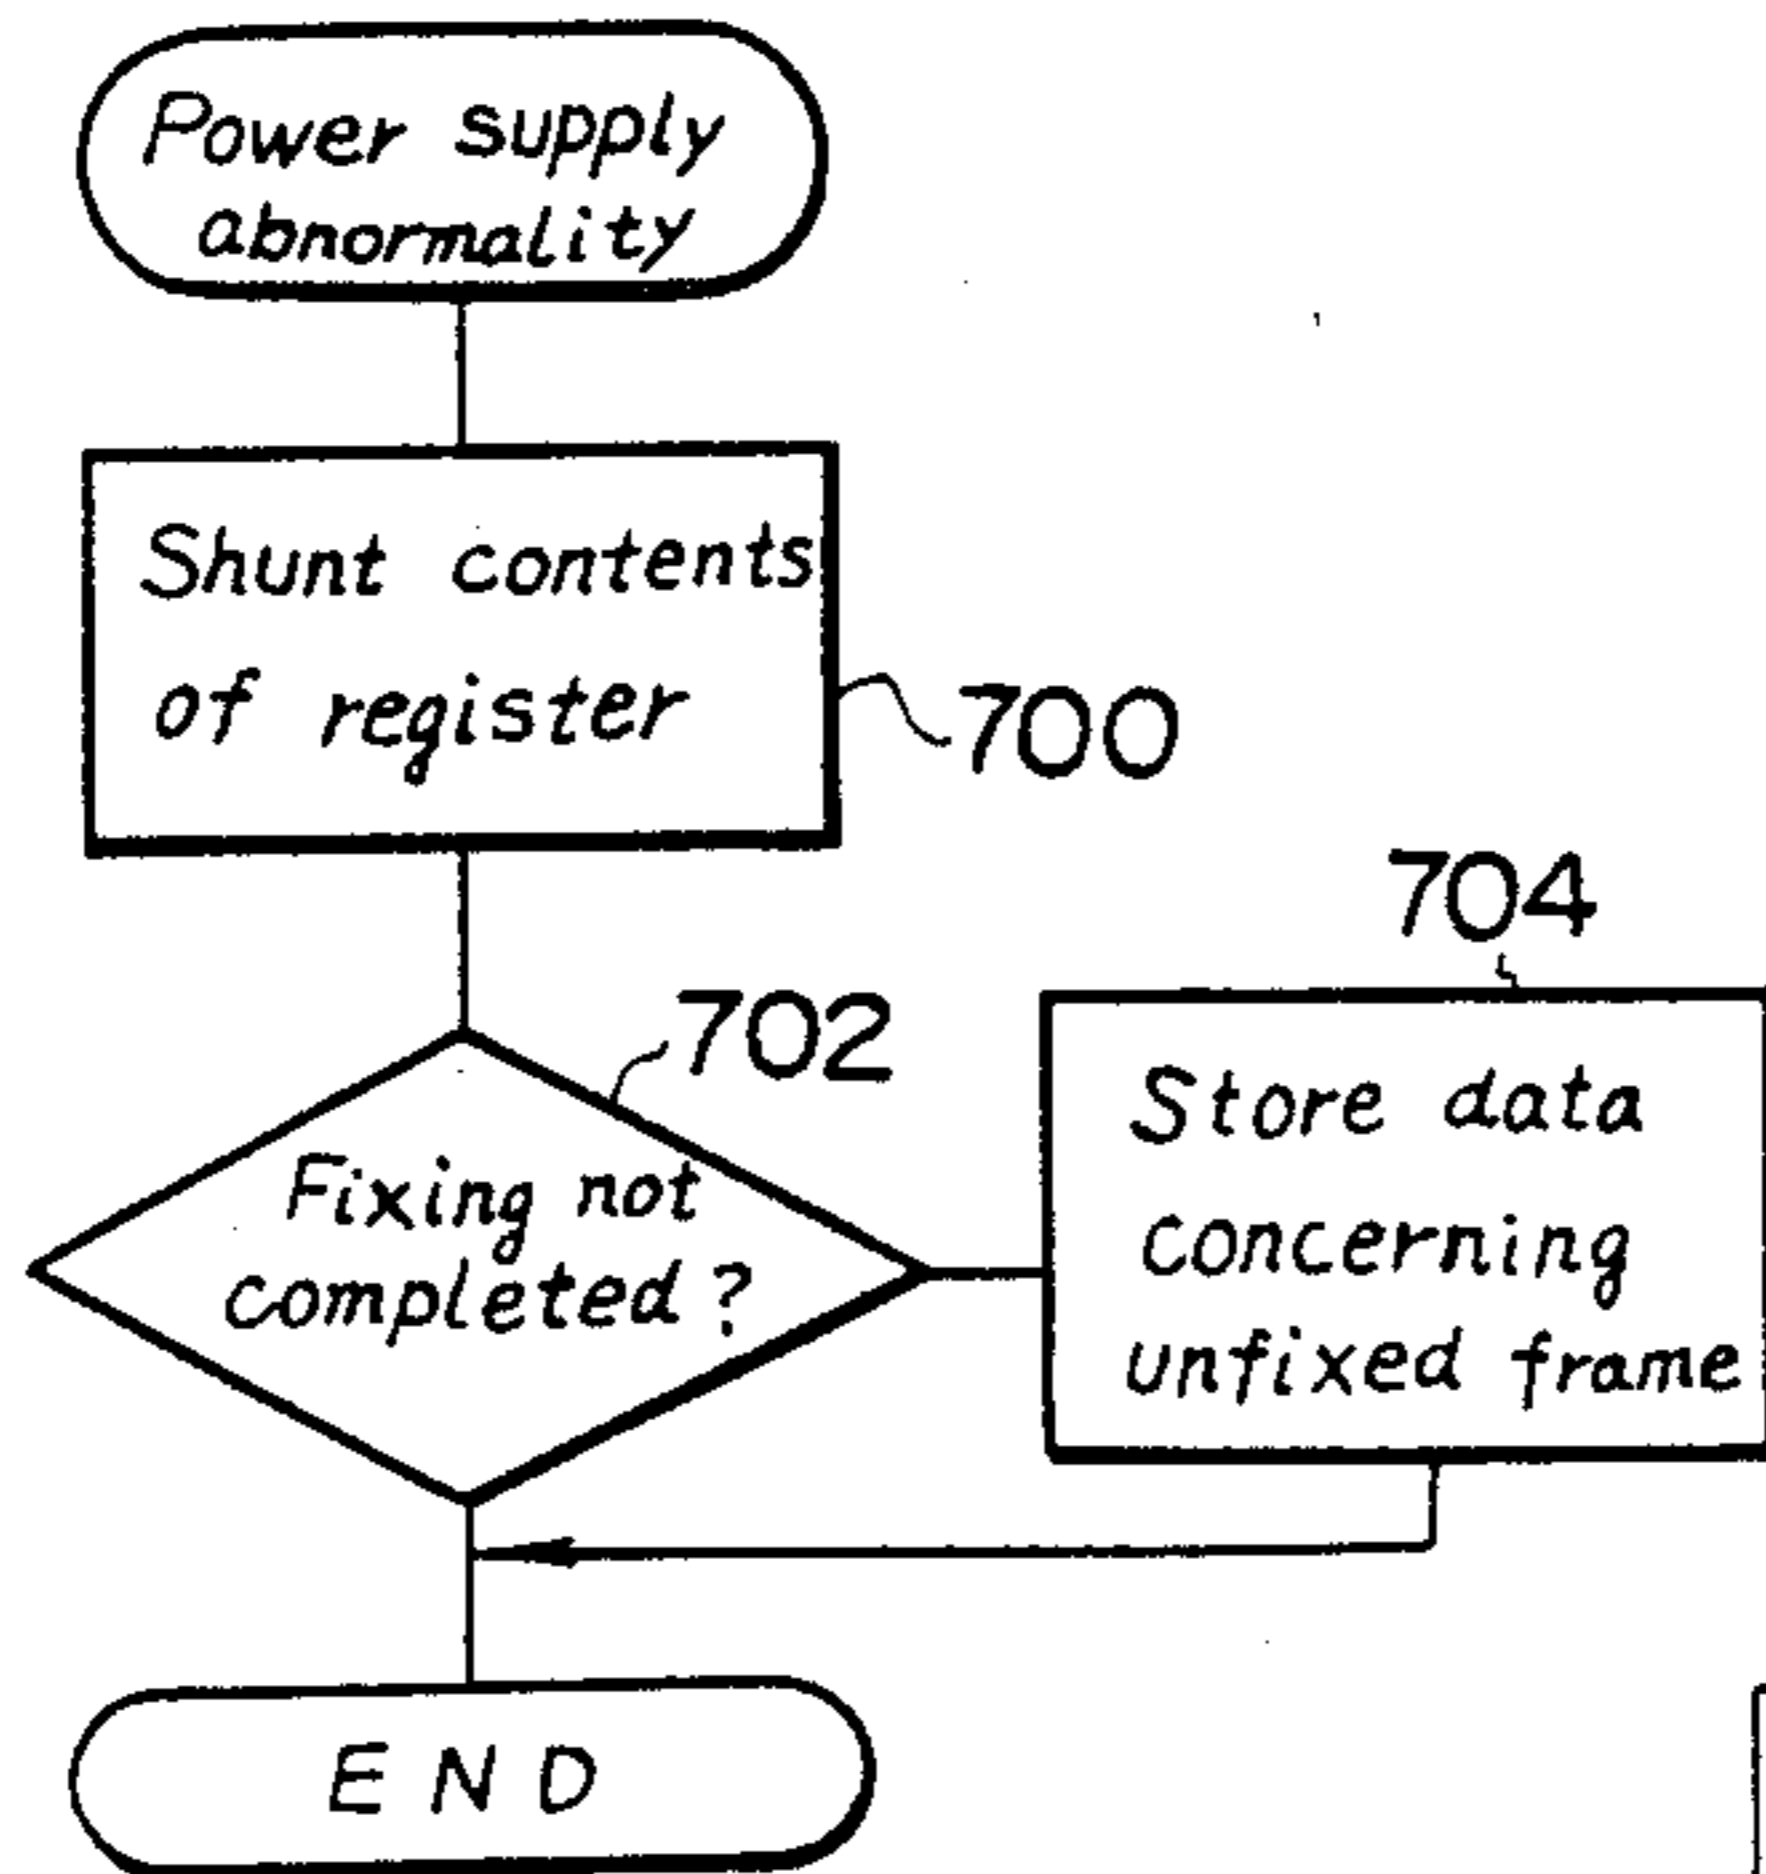 Power supply
abnormality
Shunt contents
of register
700
704
702
Store data
concerning
unfixed frame
Fixing not
completed?
END